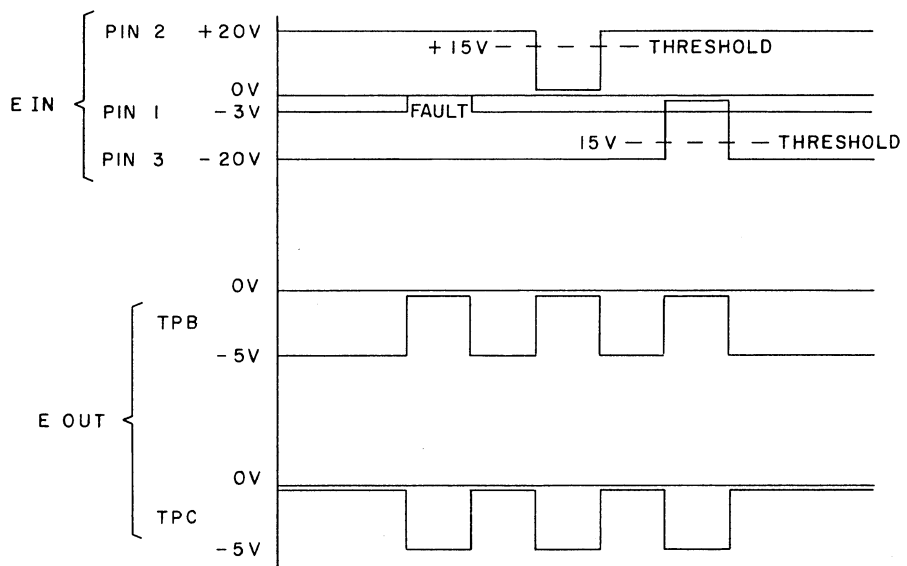 PIN 2 +20V
+15V THRESHOLD
0V
E IN
PIN 1 -3V FAULT
15V THRESHOLD
PIN 3 -20V
0V
TPB
-5V
E OUT
0V
TPC
-5V